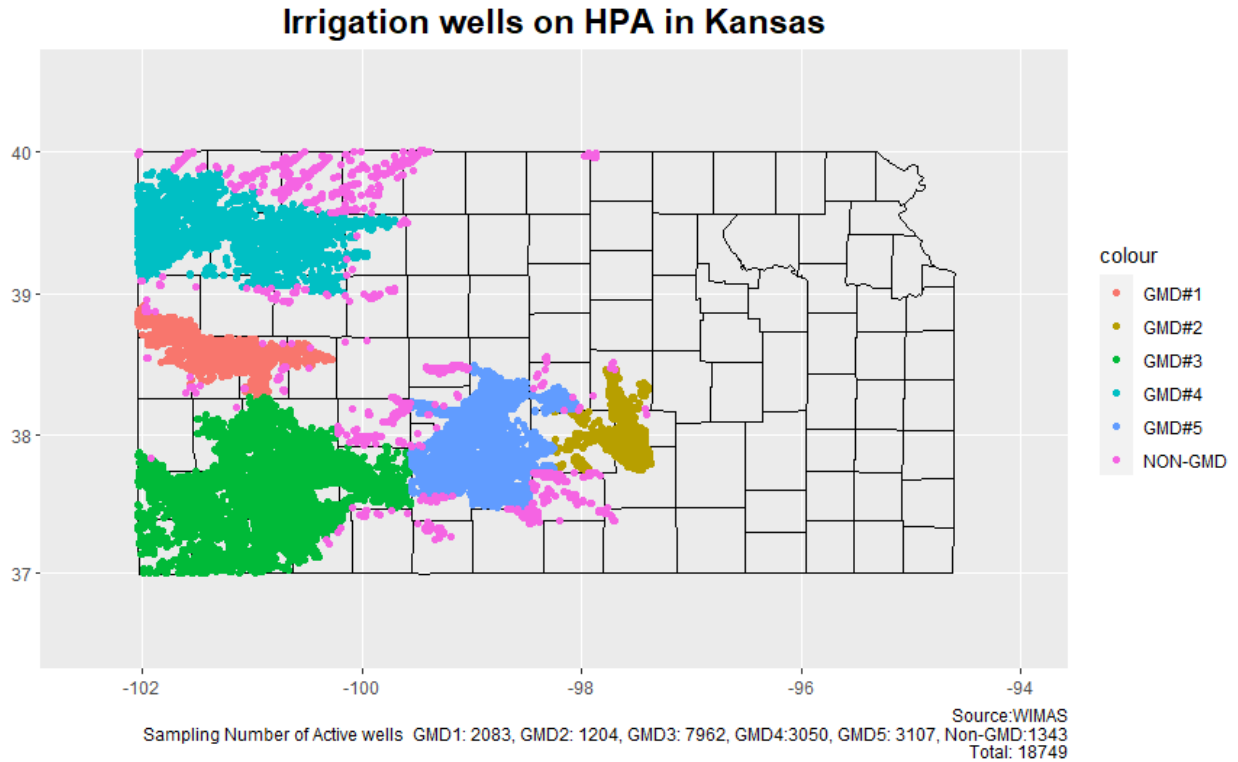 Irrigation wells on HPA in Kansas
40
39
38
37
-102
-100
-98
-96
-94
colour
GMD#1
GMD#2
GMD#3
GMD#4
GMD#5
NON-GMD
Source:WIMAS
Sampling Number of Active wells  GMD1: 2083, GMD2: 1204, GMD3: 7962, GMD4:3050, GMD5: 3107, Non-GMD:1343
Total: 18749